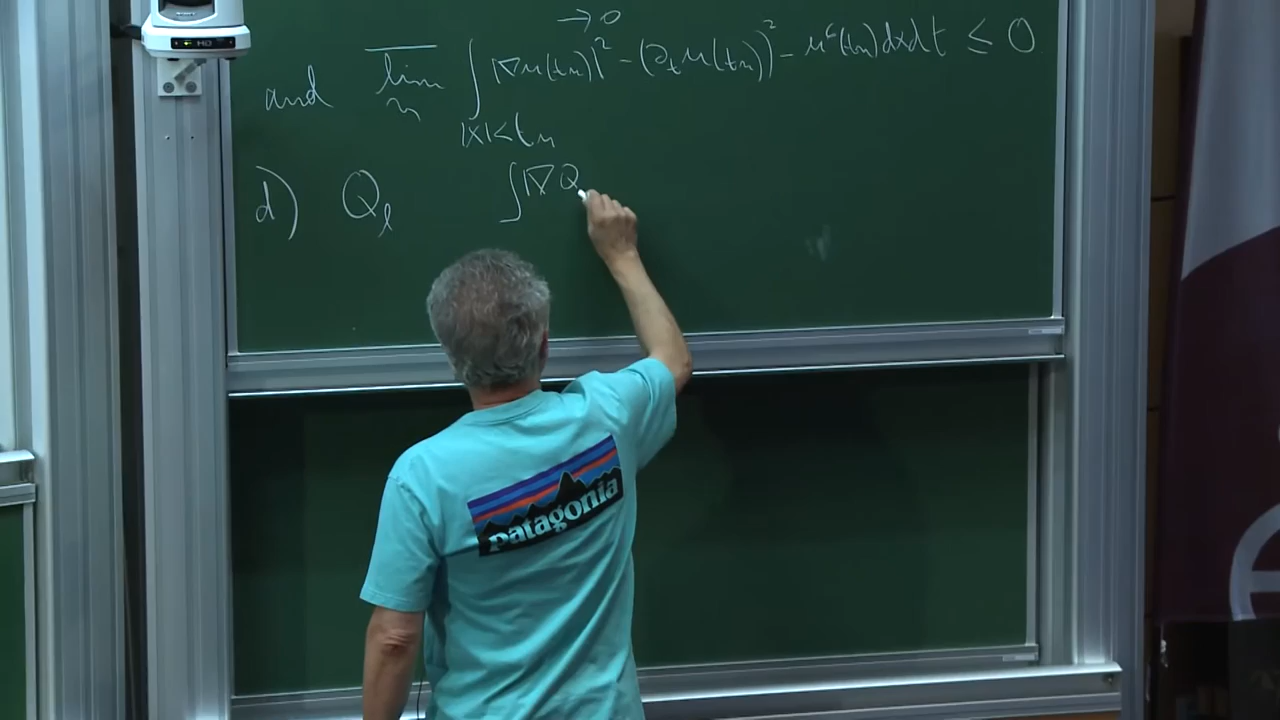 → 0
and lim‾ₙ ∫_{|x|<tₙ} |∇u(tₙ)|² − (∂ₜu(tₙ))² − u⁶(tₙ) dx dt ≤ 0
d) Q_ℓ ∫ |∇Q
patagonia